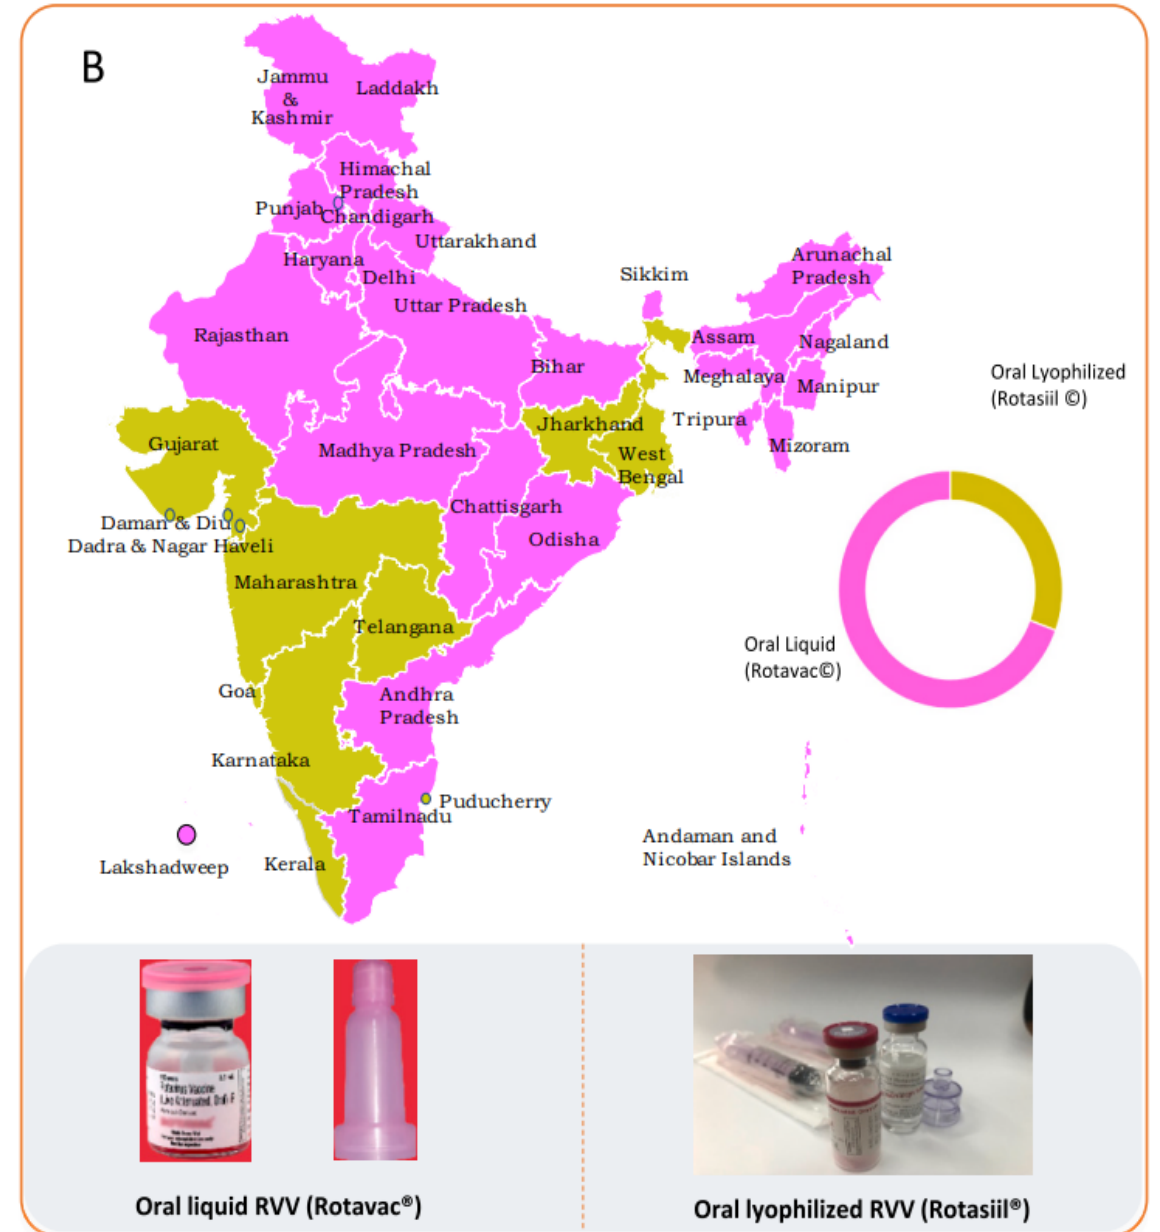 B
Jammu
&
Kashmir
Laddakh
Himachal
Pradesh
Punjab
Chandigarh
Uttarakhand
Haryana
Delhi
Uttar Pradesh
Rajasthan
Sikkim
Arunachal
Pradesh
Assam
Nagaland
Bihar
Meghalaya
Manipur
Tripura
Mizoram
Gujarat
Madhya Pradesh
Jharkhand
West
Bengal
Chattisgarh
Odisha
Daman & Diu
Dadra & Nagar Haveli
Maharashtra
Telangana
Goa
Andhra
Pradesh
Karnataka
Puducherry
Tamilnadu
Lakshadweep
Kerala
Andaman and
Nicobar Islands
Oral Lyophilized
(Rotasiil ©)
Oral Liquid
(Rotavac©)
Rotavirus Vaccine
Oral liquid RVV (Rotavac®)
Oral lyophilized RVV (Rotasiil®)